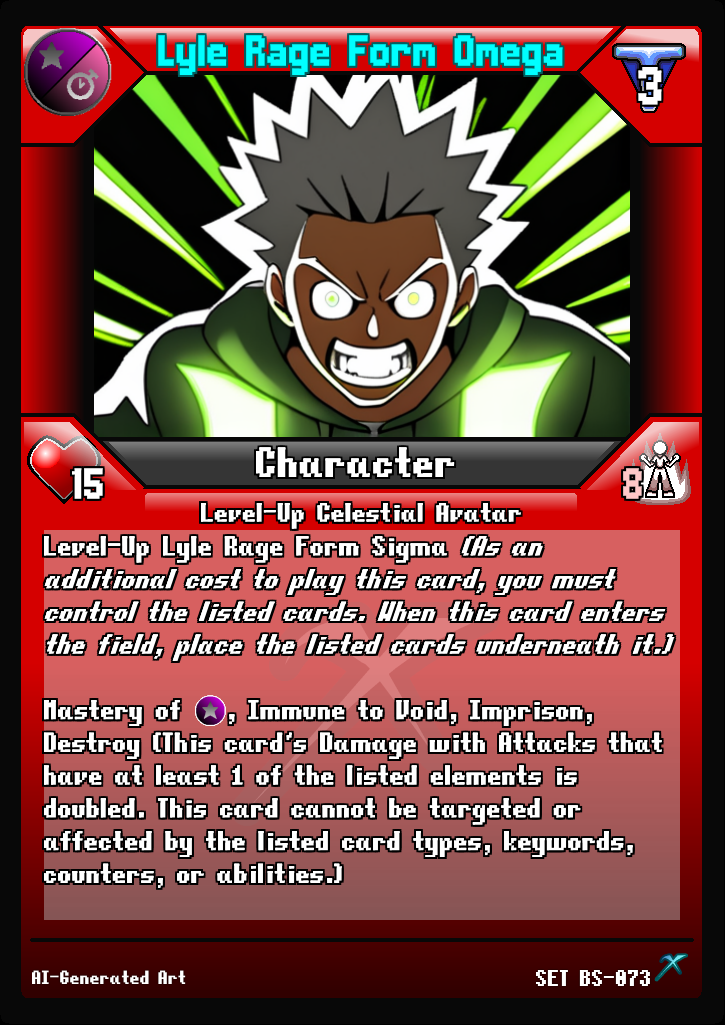 Lyle Rage Form Omega
3
Character
15
8
Level-Up Celestial Avatar
Level-Up Lyle Rage Form Sigma (As an
additional cost to play this card, you must
control the listed cards. When this card enters
the field, place the listed cards underneath it.)
Mastery of , Immune to Void, Imprison,
Destroy (This card's Damage with Attacks that
have at least 1 of the listed elements is
doubled. This card cannot be targeted or
affected by the listed card types, keywords,
counters, or abilities.)
AI-Generated Art
SET BS-073